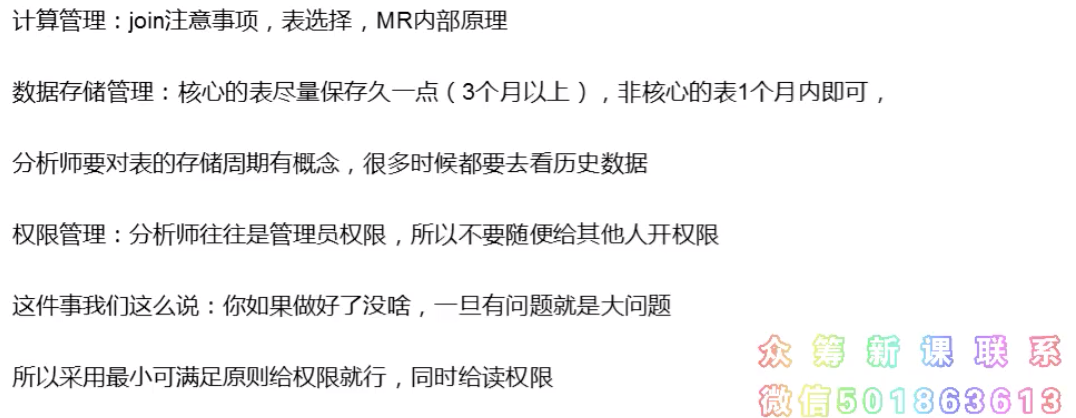 计算管理：join注意事项，表选择，MR内部原理
数据存储管理：核心的表尽量保存久一点（3个月以上），非核心的表1个月内即可，
分析师要对表的存储周期有概念，很多时候都要去看历史数据
权限管理：分析师往往是管理员权限，所以不要随便给其他人开权限
这件事我们这么说：你如果做好了没啥，一旦有问题就是大问题
所以采用最小可满足原则给权限就行，同时给读权限
众筹新课联系
微信501863613